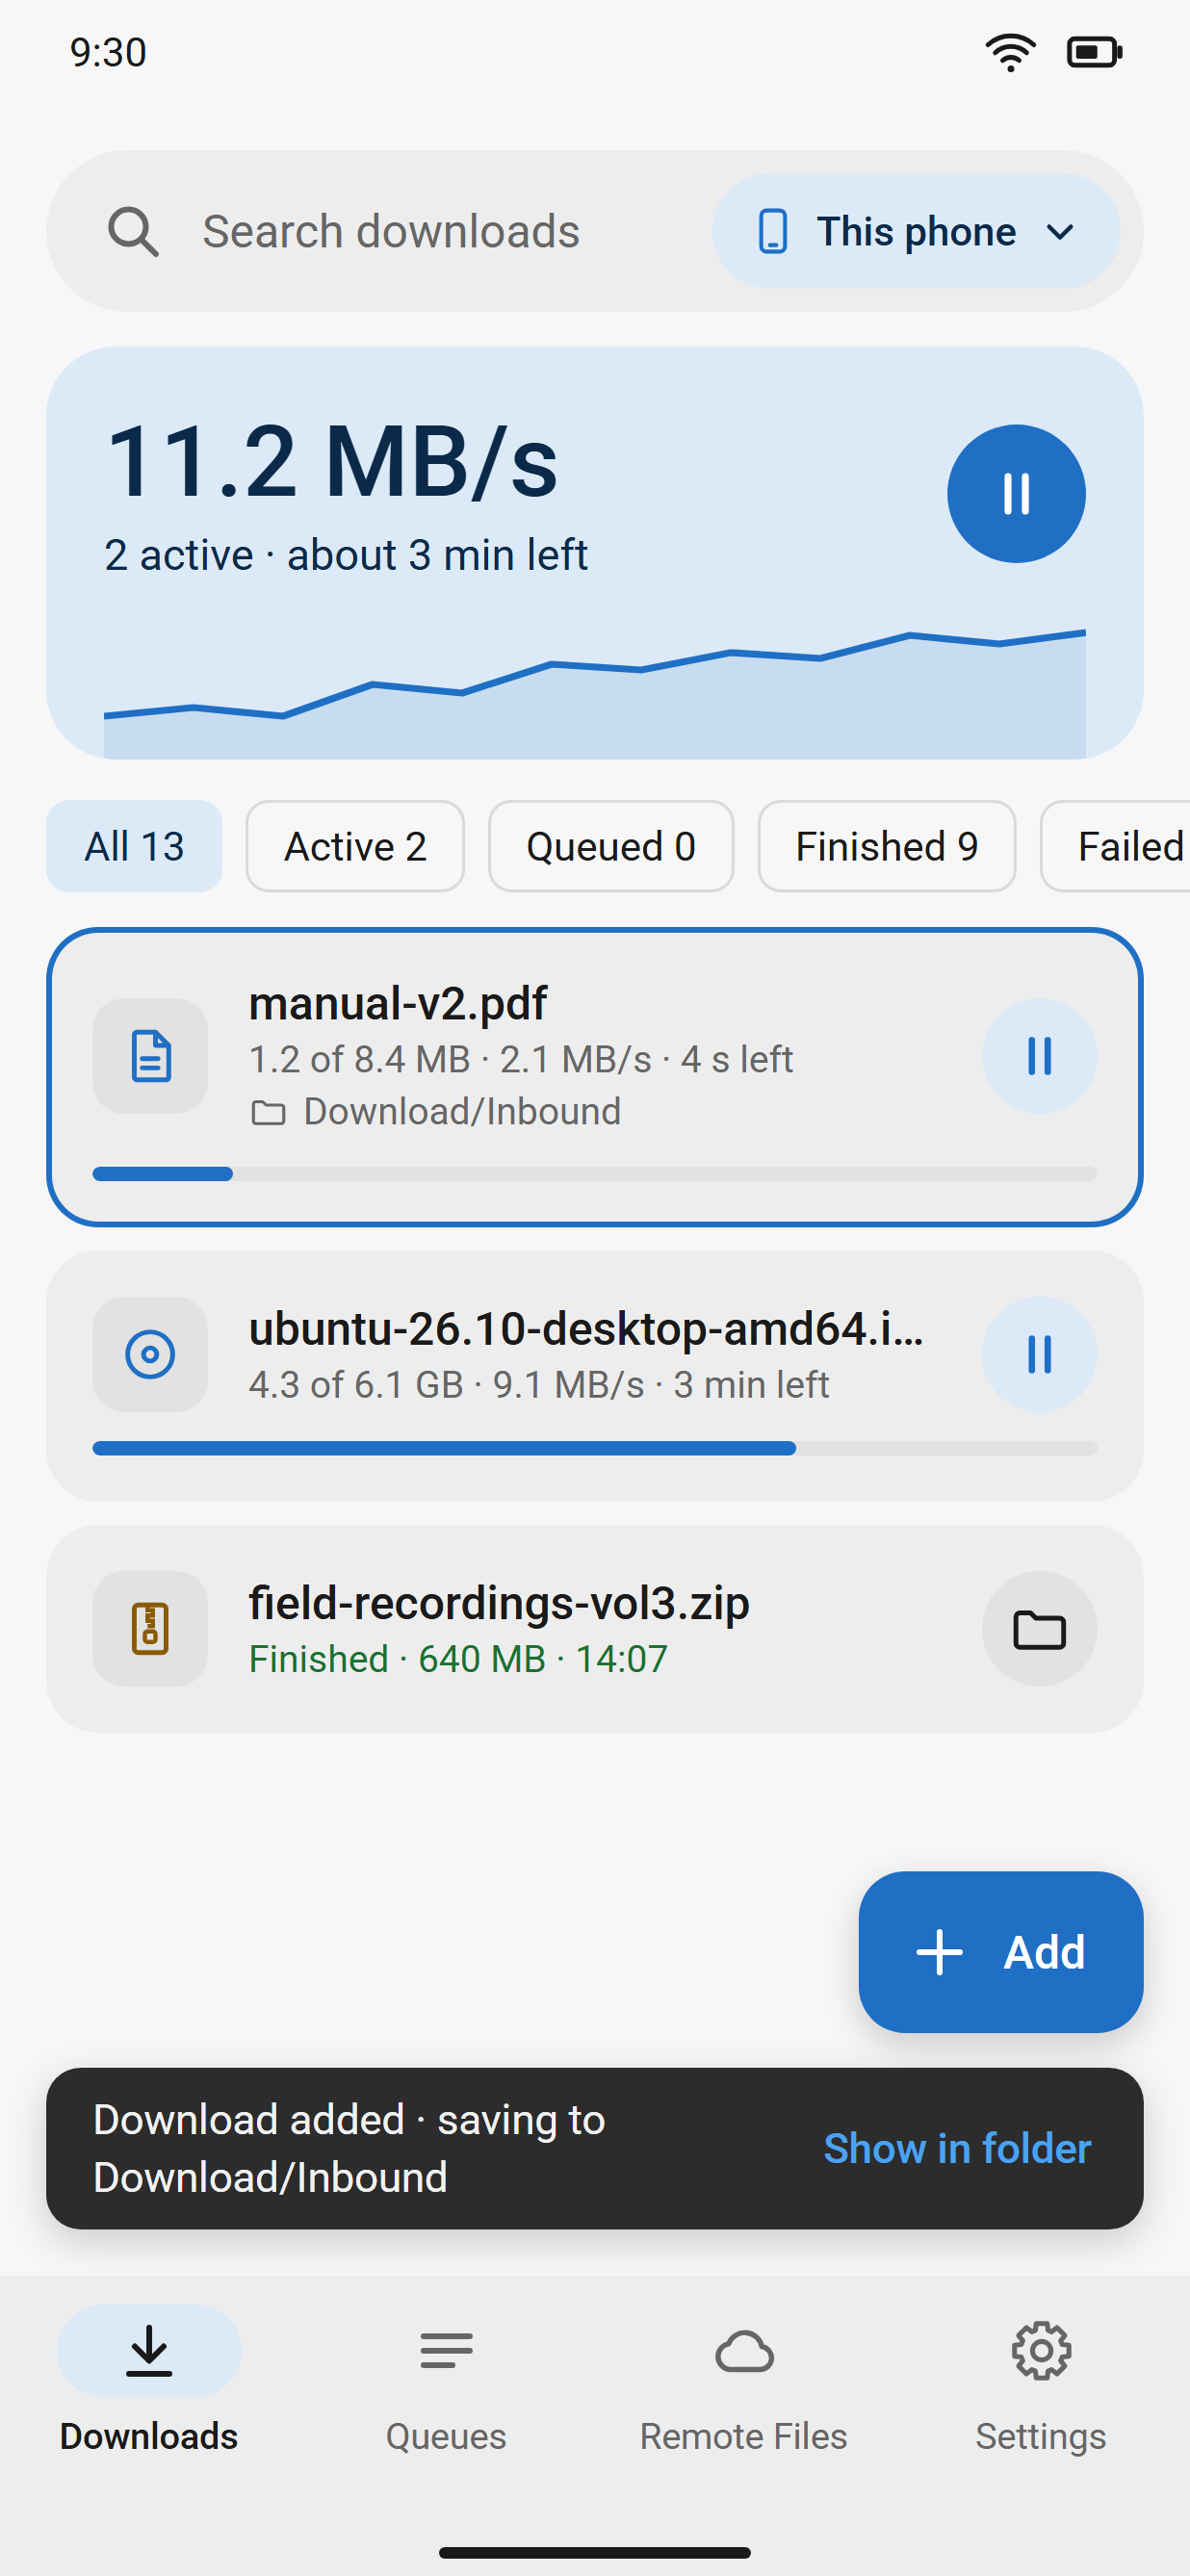 9:30
Search downloads
This phone
11.2 MB/s
2 active · about 3 min left
All 13
Active 2
Queued 0
Finished 9
Failed
manual-v2.pdf
1.2 of 8.4 MB · 2.1 MB/s · 4 s left
Download/Inbound
ubuntu-26.10-desktop-amd64.i…
4.3 of 6.1 GB · 9.1 MB/s · 3 min left
field-recordings-vol3.zip
Finished · 640 MB · 14:07
Add
Download added · saving to
Download/Inbound
Show in folder
Downloads
Queues
Remote Files
Settings